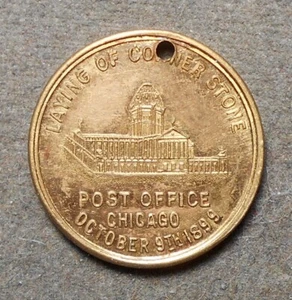 LAYING OF CORNER STONE
POST OFFICE
CHICAGO
OCTOBER 9TH 1899